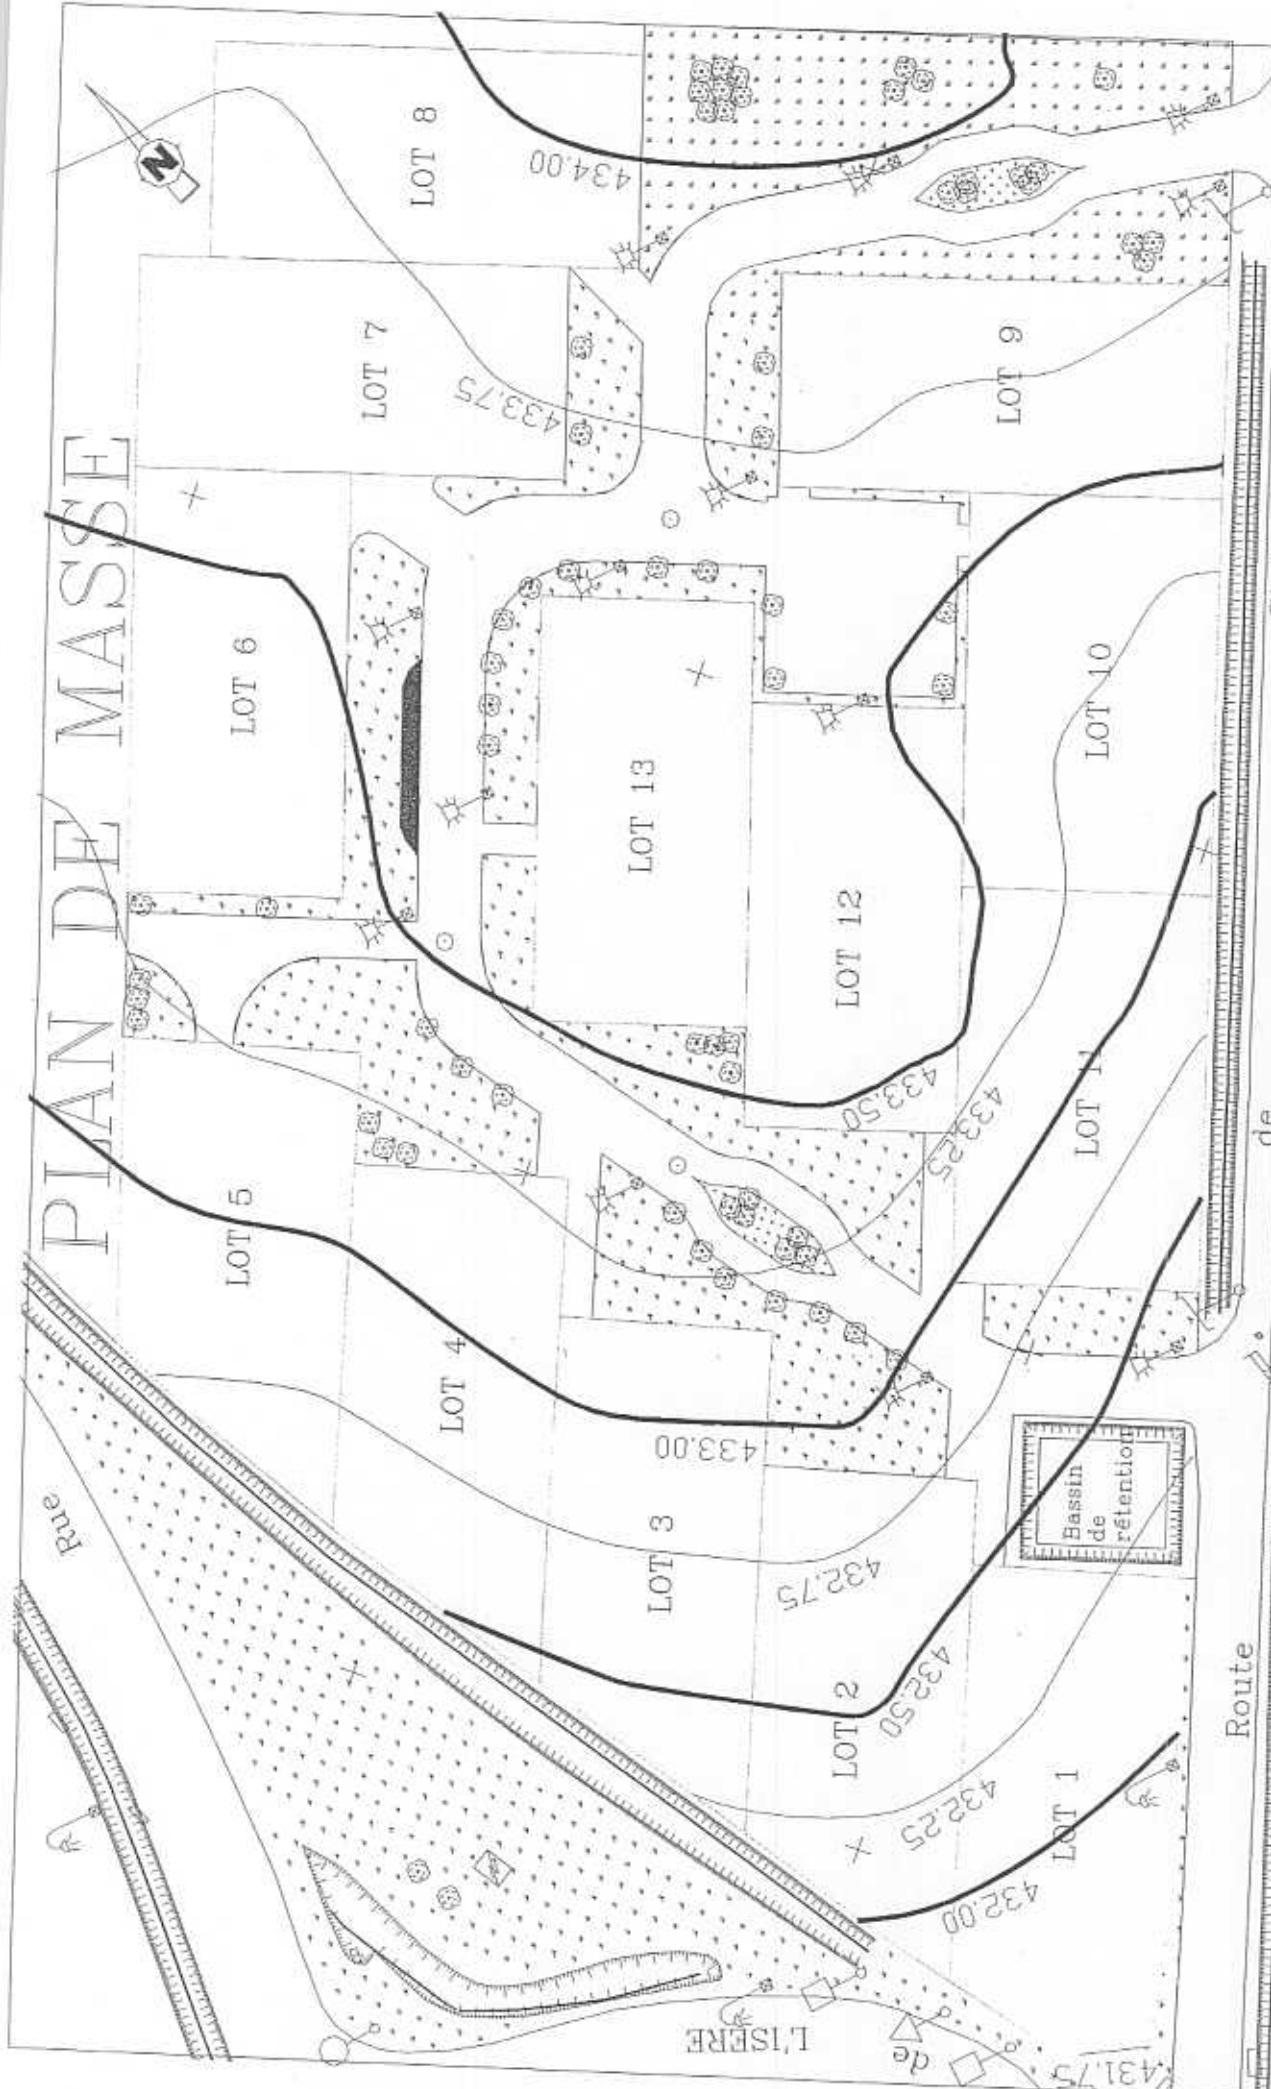 PLAN DE MASSE
N
LOT 8
434.00
LOT 7
433.75
LOT 9
LOT 6
LOT 13
LOT 10
LOT 12
433.50
433.25
LOT 11
LOT 5
LOT 4
433.00
LOT 3
432.75
Bassin
de
rétention
LOT 2
432.50
432.25
LOT 1
432.00
Rue
de
L'ISERE
431.75
Route
de